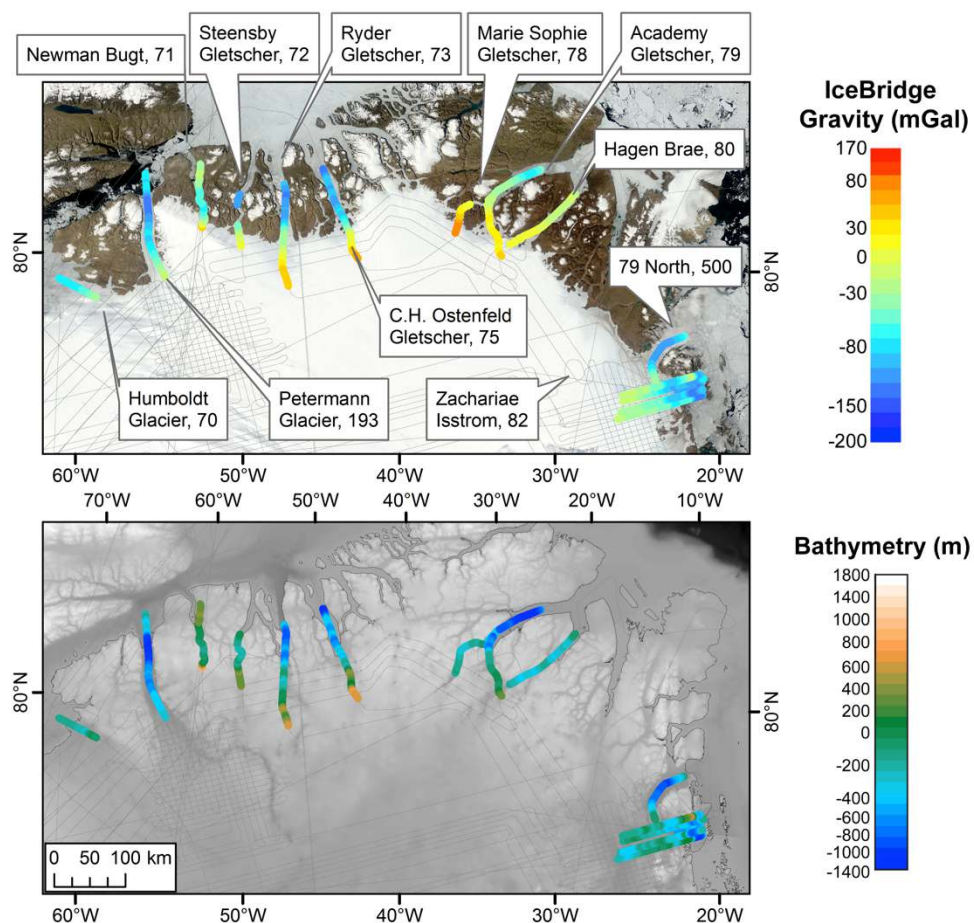 Newman Bugt, 71
Steensby
Gletscher, 72
Ryder
Gletscher, 73
Marie Sophie
Gletscher, 78
Academy
Gletscher, 79
Hagen Brae, 80
79 North, 500
C.H. Ostenfeld
Gletscher, 75
Humboldt
Glacier, 70
Petermann
Glacier, 193
Zachariae
Isstrom, 82
80°N
80°N
60°W
50°W
40°W
30°W
20°W
IceBridge
Gravity (mGal)
170
80
30
0
-30
-80
-150
-200
70°W
60°W
50°W
40°W
30°W
20°W
10°W
80°N
80°N
0 50 100 km
60°W
50°W
40°W
30°W
20°W
Bathymetry (m)
1800
1400
1000
800
600
400
200
0
-200
-400
-600
-800
-1000
-1400